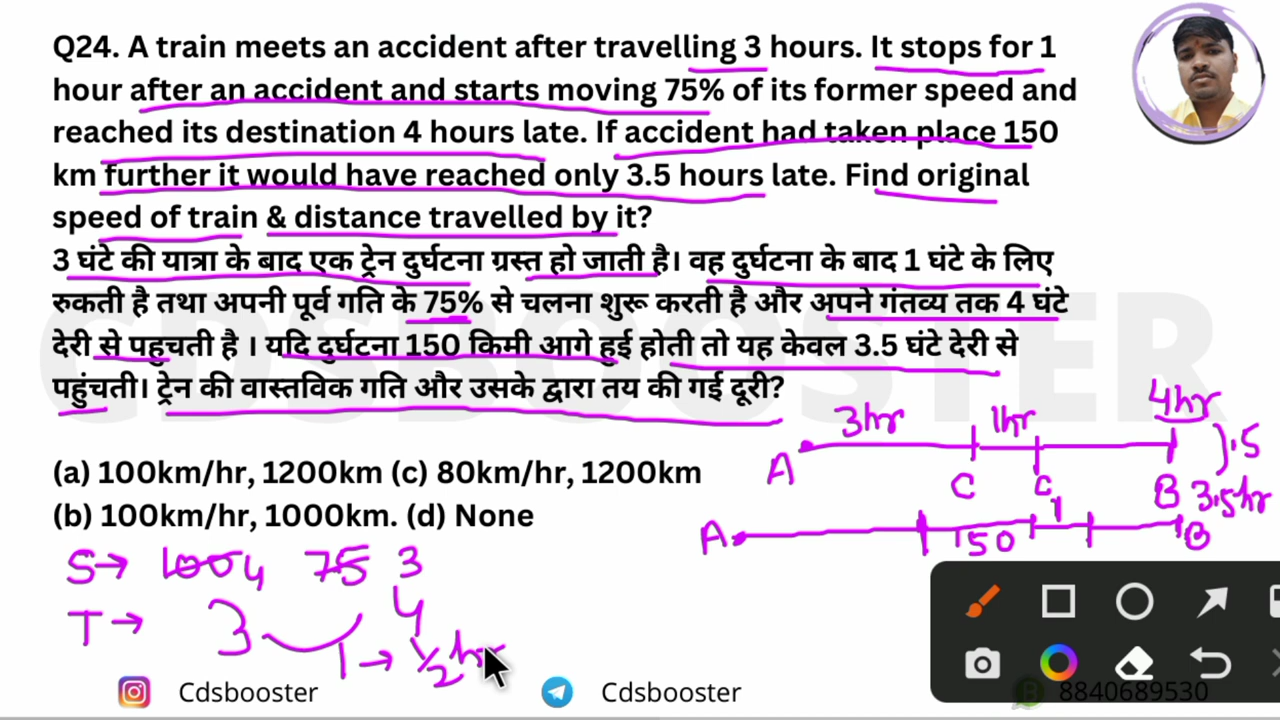 Q24. A train meets an accident after travelling 3 hours. It stops for 1
hour after an accident and starts moving 75% of its former speed and
reached its destination 4 hours late. If accident had taken place 150
km further it would have reached only 3.5 hours late. Find original
speed of train & distance travelled by it?
3 घंटे की यात्रा के बाद एक ट्रेन दुर्घटना ग्रस्त हो जाती है। वह दुर्घटना के बाद 1 घंटे के लिए
रुकती है तथा अपनी पूर्व गति के 75% से चलना शुरू करती है और अपने गंतव्य तक 4 घंटे
देरी से पहुचती है । यदि दुर्घटना 150 किमी आगे हुई होती तो यह केवल 3.5 घंटे देरी से
पहुंचती। ट्रेन की वास्तविक गति और उसके द्वारा तय की गई दूरी?
CDSBOOSTER
3hr 1hr 4hr
A C C B ).5
3.5hr
A 150 1 B
(a) 100km/hr, 1200km (c) 80km/hr, 1200km
(b) 100km/hr, 1000km. (d) None
S→ 100 4 75 3
T→ 3 4
1→ 1/2 hr
Cdsbooster Cdsbooster 8840689530